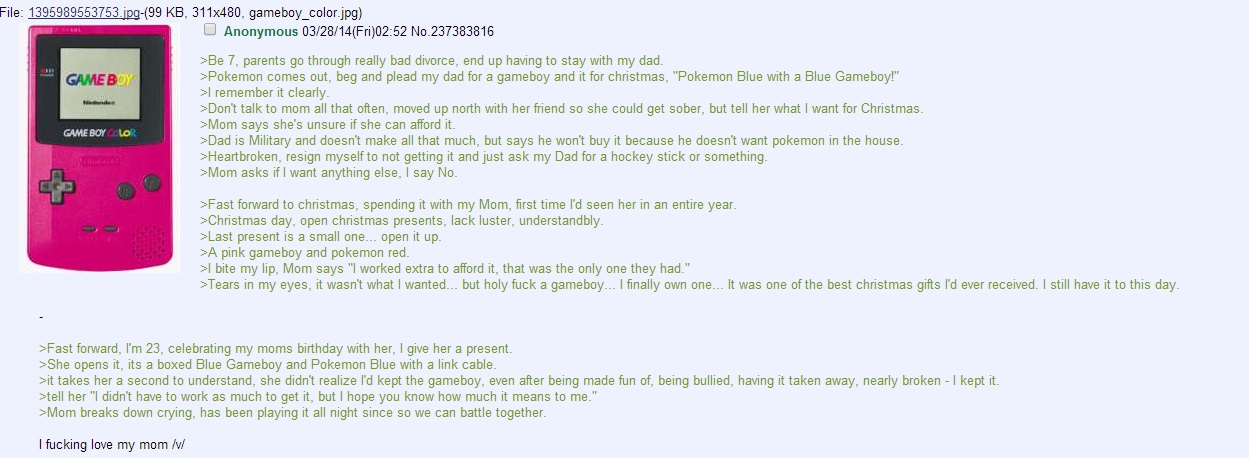 File: 1395989553753.jpg-(99 KB, 311x480, gameboy_color.jpg)
Anonymous 03/28/14(Fri)02:52 No.237383816
GAME BOY
Nintendo
GAME BOY COLOR
>Be 7, parents go through really bad divorce, end up having to stay with my dad.
>Pokemon comes out, beg and plead my dad for a gameboy and it for christmas, "Pokemon Blue with a Blue Gameboy!"
>I remember it clearly.
>Don't talk to mom all that often, moved up north with her friend so she could get sober, but tell her what I want for Christmas.
>Mom says she's unsure if she can afford it.
>Dad is Military and doesn't make all that much, but says he won't buy it because he doesn't want pokemon in the house.
>Heartbroken, resign myself to not getting it and just ask my Dad for a hockey stick or something.
>Mom asks if I want anything else, I say No.
>Fast forward to christmas, spending it with my Mom, first time I'd seen her in an entire year.
>Christmas day, open christmas presents, lack luster, understandbly.
>Last present is a small one... open it up.
>A pink gameboy and pokemon red.
>I bite my lip, Mom says "I worked extra to afford it, that was the only one they had."
>Tears in my eyes, it wasn't what I wanted... but holy fuck a gameboy... I finally own one... It was one of the best christmas gifts I'd ever received. I still have it to this day.
-
>Fast forward, I'm 23, celebrating my moms birthday with her, I give her a present.
>She opens it, its a boxed Blue Gameboy and Pokemon Blue with a link cable.
>it takes her a second to understand, she didn't realize I'd kept the gameboy, even after being made fun of, being bullied, having it taken away, nearly broken - I kept it.
>tell her "I didn't have to work as much to get it, but I hope you know how much it means to me."
>Mom breaks down crying, has been playing it all night since so we can battle together.
I fucking love my mom /v/